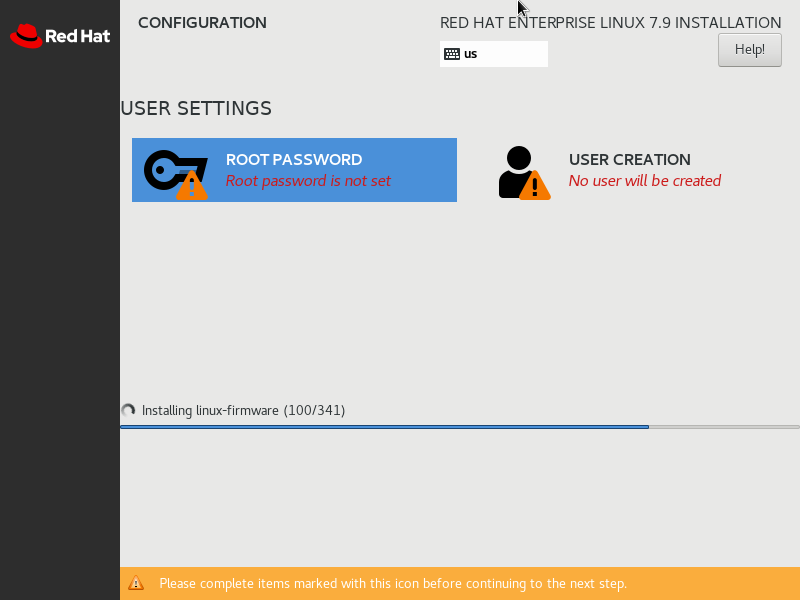 Red Hat
CONFIGURATION
RED HAT ENTERPRISE LINUX 7.9 INSTALLATION
us
Help!
USER SETTINGS
ROOT PASSWORD
Root password is not set
USER CREATION
No user will be created
Installing linux-firmware (100/341)
Please complete items marked with this icon before continuing to the next step.